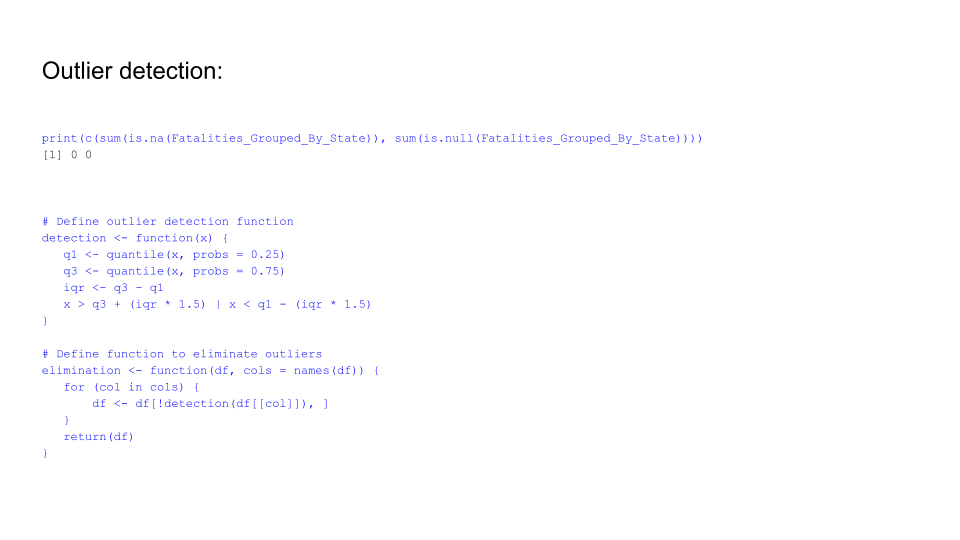 Outlier detection:
print(c(sum(is.na(Fatalities_Grouped_By_State)), sum(is.null(Fatalities_Grouped_By_State))))
[1] 0 0
# Define outlier detection function
detection <- function(x) {
   q1 <- quantile(x, probs = 0.25)
   q3 <- quantile(x, probs = 0.75)
   iqr <- q3 - q1
   x > q3 + (iqr * 1.5) | x < q1 - (iqr * 1.5)
}
# Define function to eliminate outliers
elimination <- function(df, cols = names(df)) {
   for (col in cols) {
       df <- df[!detection(df[[col]]), ]
   }
   return(df)
}